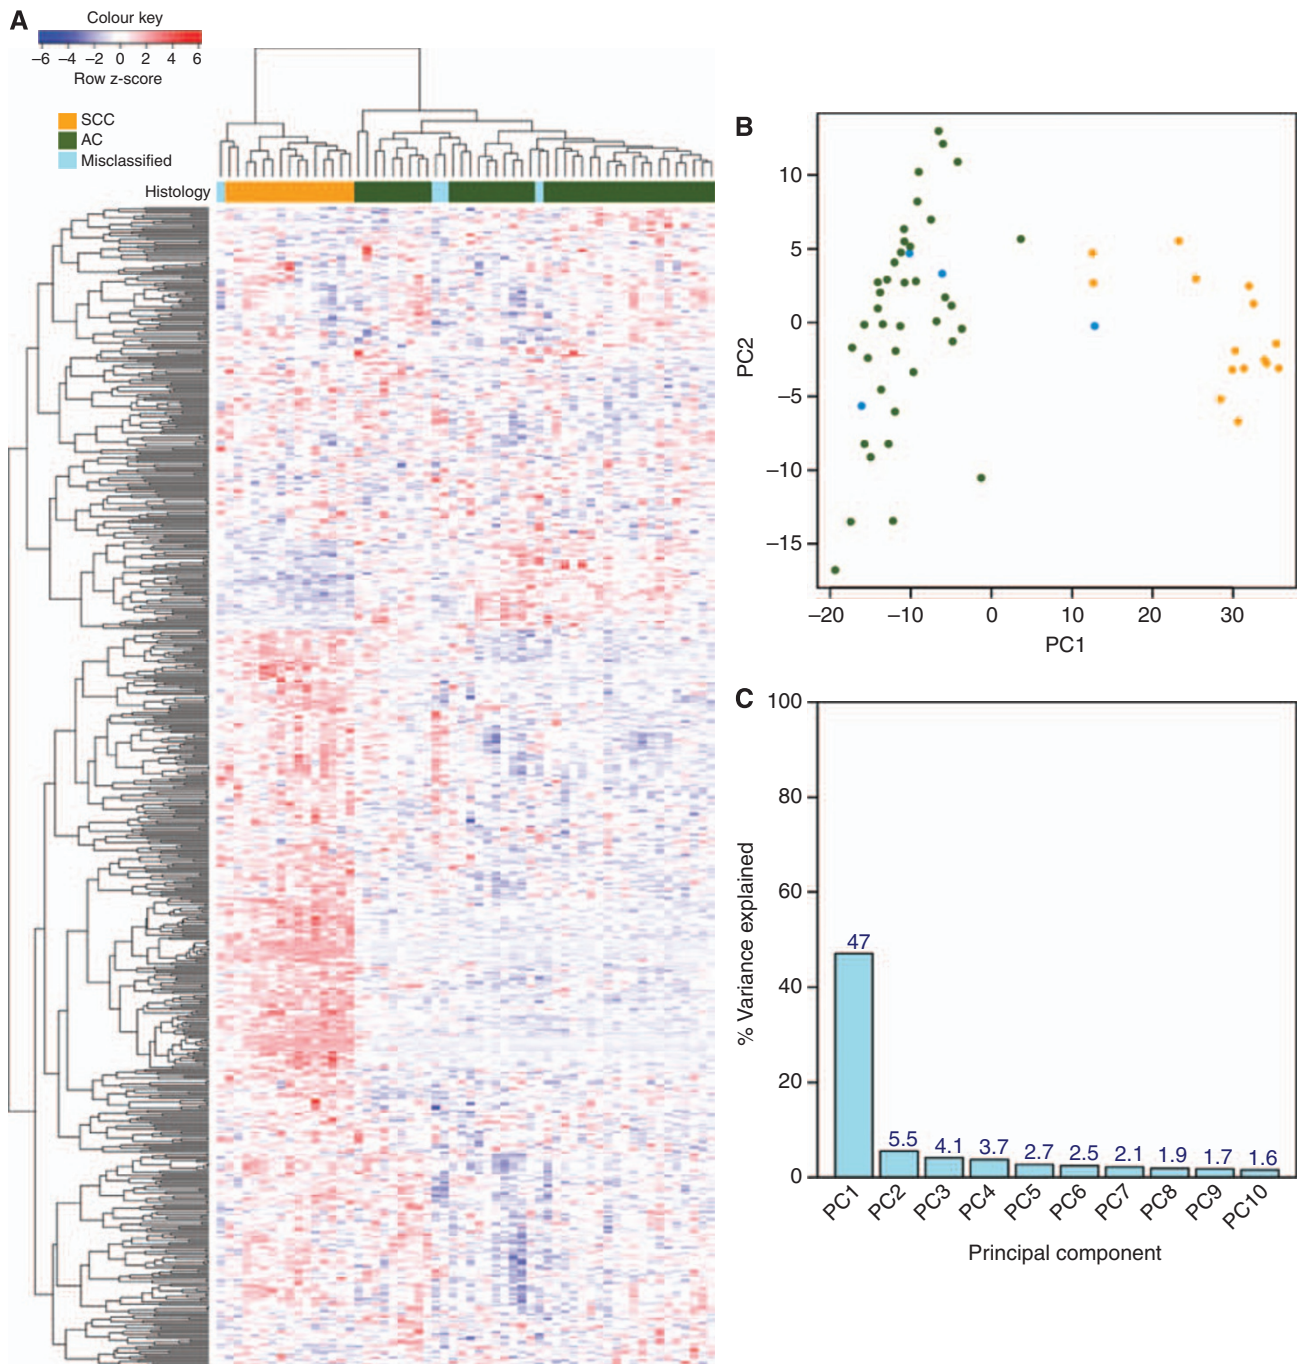 A
Colour key
−6 −4 −2 0 2 4 6
Row z-score
SCC
AC
Misclassified
Histology
B
10
5
0
−5
−10
−15
PC2
−20 −10 0 10 20 30
PC1
C
100
80
60
40
20
0
% Variance explained
47
5.5 4.1 3.7 2.7 2.5 2.1 1.9 1.7 1.6
PC1 PC2 PC3 PC4 PC5 PC6 PC7 PC8 PC9 PC10
Principal component